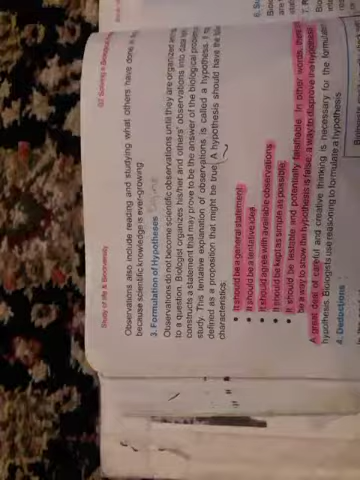 Study of life & Biodiversity
Observations also include reading and studying what others have done in
because scientific knowledge is ever-growing.
3. Formulation of Hypotheses
Observations do not become scientific observations until they are organized
to a question. Biologist organizes his/her and others' observations into data
constructs a statement that may prove to be the answer of the biological
study. This tentative explanation of observations is called a hypothesis. It
defined as a proposition that might be true. A hypothesis should have the
characteristics;
• It should be a general statement.
• It should be a tentative idea.
• It should agree with available observations.
• It should be kept as simple as possible.
• It should be testable and potentially falsifiable. In other words, there
be a way to show the hypothesis is false; a way to disprove the hypothesis
A great deal of careful and creative thinking is necessary for the
hypothesis. Biologists use reasoning to formulate a hypothesis
4. Deductions